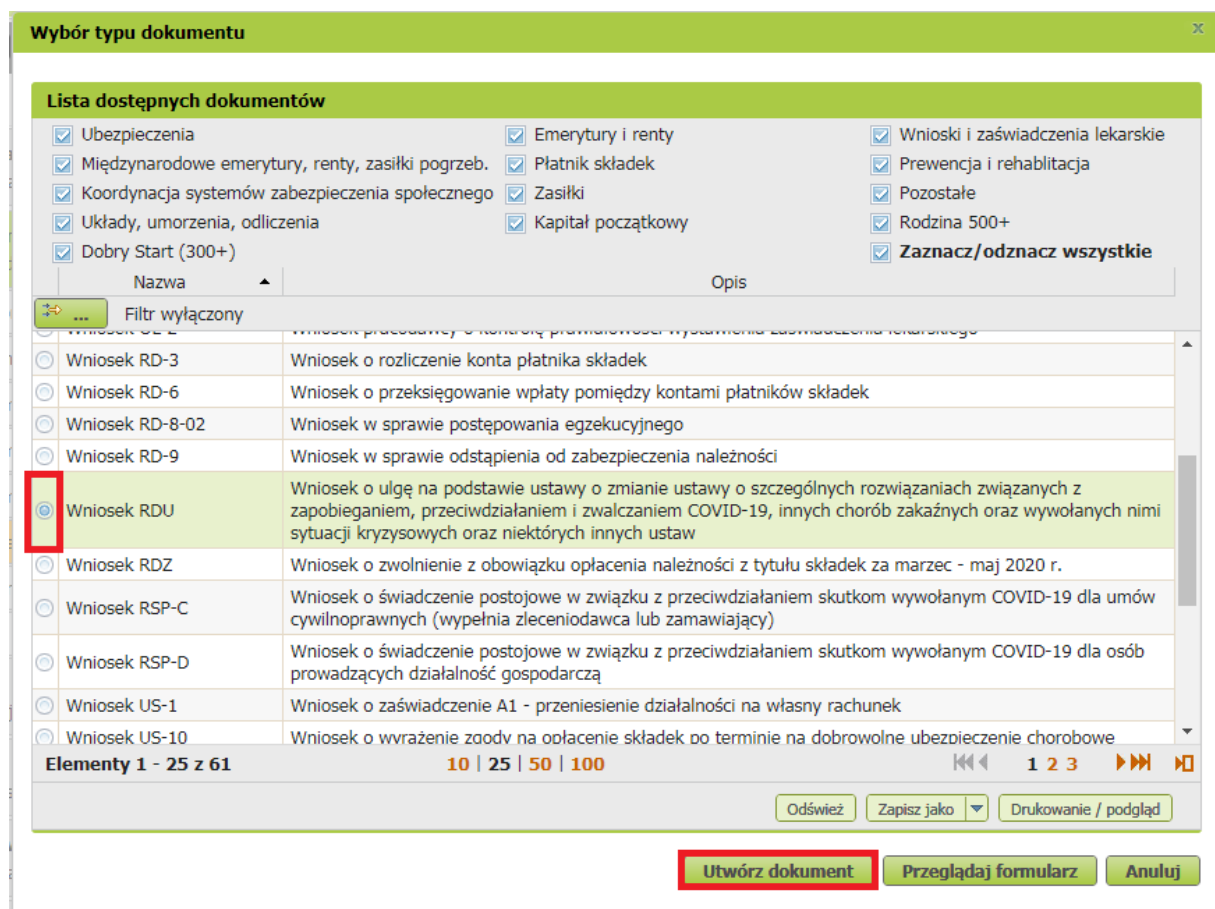 Wybór typu dokumentu
x
Lista dostępnych dokumentów
Ubezpieczenia
Emerytury i renty
Wnioski i zaświadczenia lekarskie
Międzynarodowe emerytury, renty, zasiłki pogrzeb.
Płatnik składek
Prewencja i rehablitacja
Koordynacja systemów zabezpieczenia społecznego
Zasiłki
Pozostałe
Układy, umorzenia, odliczenia
Kapitał początkowy
Rodzina 500+
Dobry Start (300+)
Zaznacz/odznacz wszystkie
Nazwa
Opis
...
Filtr wyłączony
Wniosek pracodawcy o kontrolę prawidłowości wystawienia zaświadczenia lekarskiego
Wniosek RD-3
Wniosek o rozliczenie konta płatnika składek
Wniosek RD-6
Wniosek o przeksięgowanie wpłaty pomiędzy kontami płatników składek
Wniosek RD-8-02
Wniosek w sprawie postępowania egzekucyjnego
Wniosek RD-9
Wniosek w sprawie odstąpienia od zabezpieczenia należności
Wniosek RDU
Wniosek o ulgę na podstawie ustawy o zmianie ustawy o szczególnych rozwiązaniach związanych z
zapobieganiem, przeciwdziałaniem i zwalczaniem COVID-19, innych chorób zakaźnych oraz wywołanych nimi
sytuacji kryzysowych oraz niektórych innych ustaw
Wniosek RDZ
Wniosek o zwolnienie z obowiązku opłacenia należności z tytułu składek za marzec - maj 2020 r.
Wniosek RSP-C
Wniosek o świadczenie postojowe w związku z przeciwdziałaniem skutkom wywołanym COVID-19 dla umów
cywilnoprawnych (wypełnia zleceniodawca lub zamawiający)
Wniosek RSP-D
Wniosek o świadczenie postojowe w związku z przeciwdziałaniem skutkom wywołanym COVID-19 dla osób
prowadzących działalność gospodarczą
Wniosek US-1
Wniosek o zaświadczenie A1 - przeniesienie działalności na własny rachunek
Wniosek US-10
Wniosek o wyrażenie zgody na opłacenie składek po terminie na dobrowolne ubezpieczenie chorobowe
Elementy 1 - 25 z 61
10 | 25 | 50 | 100
1 2 3
Odśwież
Zapisz jako
Drukowanie / podgląd
Utwórz dokument
Przeglądaj formularz
Anuluj